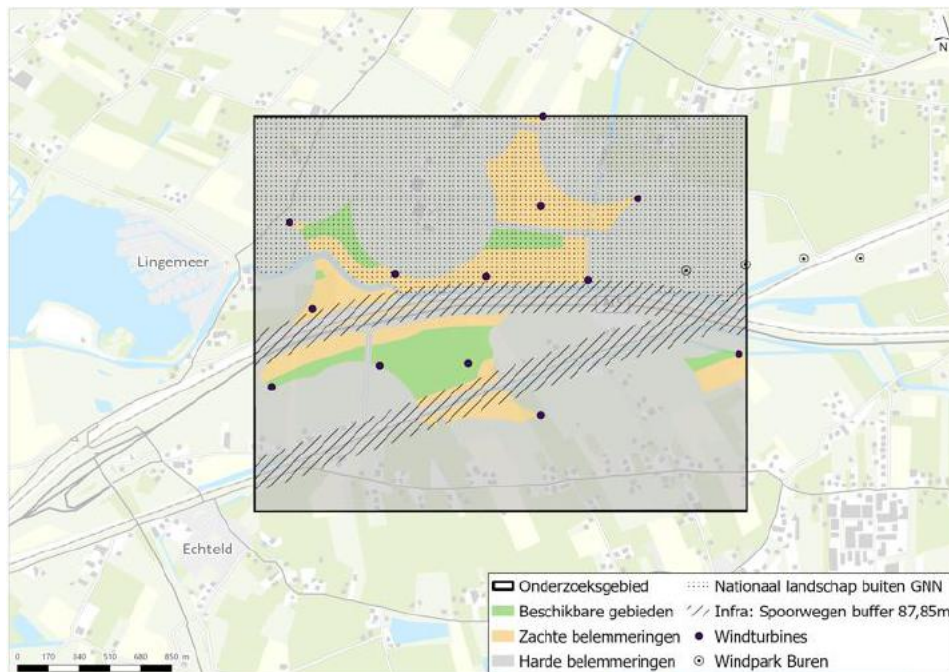 N
Lingemeer
Echteld
Onderzoeksgebied
Beschikbare gebieden
Zachte belemmeringen
Harde belemmeringen
Nationaal landschap buiten GNN
Infra: Spoorwegen buffer 87,85m
Windturbines
Windpark Buren
0 170 340 510 680 850 m